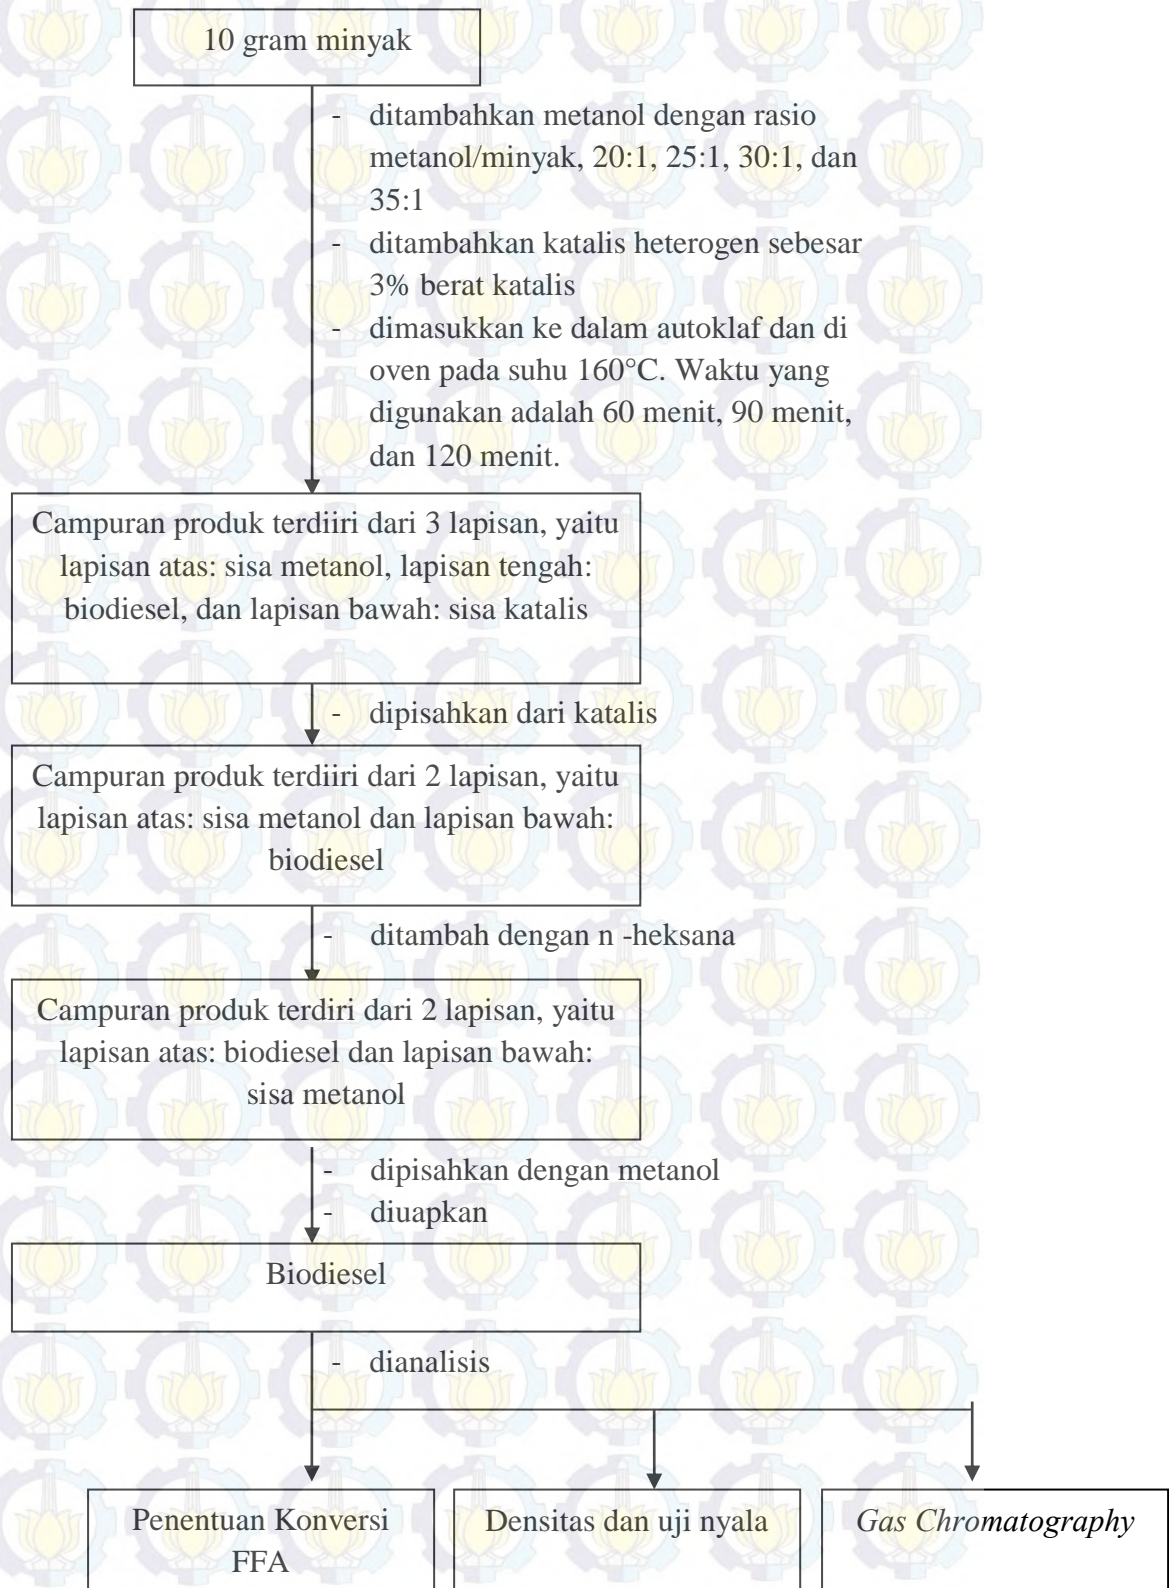 10 gram minyak
- ditambahkan metanol dengan rasio
metanol/minyak, 20:1, 25:1, 30:1, dan
35:1
- ditambahkan katalis heterogen sebesar
3% berat katalis
- dimasukkan ke dalam autoklaf dan di
oven pada suhu 160°C. Waktu yang
digunakan adalah 60 menit, 90 menit,
dan 120 menit.
Campuran produk terdiiri dari 3 lapisan, yaitu
lapisan atas: sisa metanol, lapisan tengah:
biodiesel, dan lapisan bawah: sisa katalis
- dipisahkan dari katalis
Campuran produk terdiiri dari 2 lapisan, yaitu
lapisan atas: sisa metanol dan lapisan bawah:
biodiesel
- ditambah dengan n -heksana
Campuran produk terdiri dari 2 lapisan, yaitu
lapisan atas: biodiesel dan lapisan bawah:
sisa metanol
- dipisahkan dengan metanol
- diuapkan
Biodiesel
- dianalisis
Penentuan Konversi
FFA
Densitas dan uji nyala
Gas Chromatography